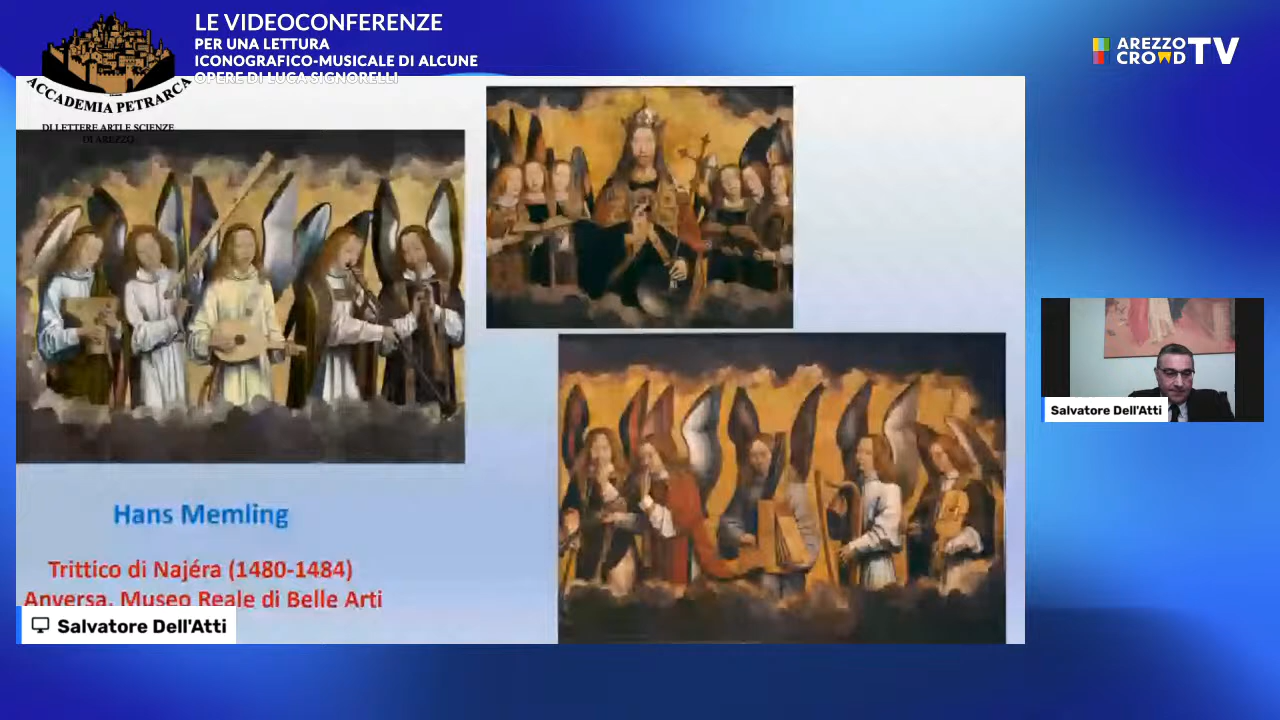 LE VIDEOCONFERENZE
PER UNA LETTURA
ICONOGRAFICO-MUSICALE DI ALCUNE
OPERE DI LUCA SIGNORELLI
ACCADEMIA PETRARCA
DI LETTERE ARTI E SCIENZE
DI AREZZO
AREZZO
CROWD
TV
Salvatore Dell'Atti
Hans Memling
Trittico di Najéra (1480-1484)
Anversa, Museo Reale di Belle Arti
Salvatore Dell'Atti